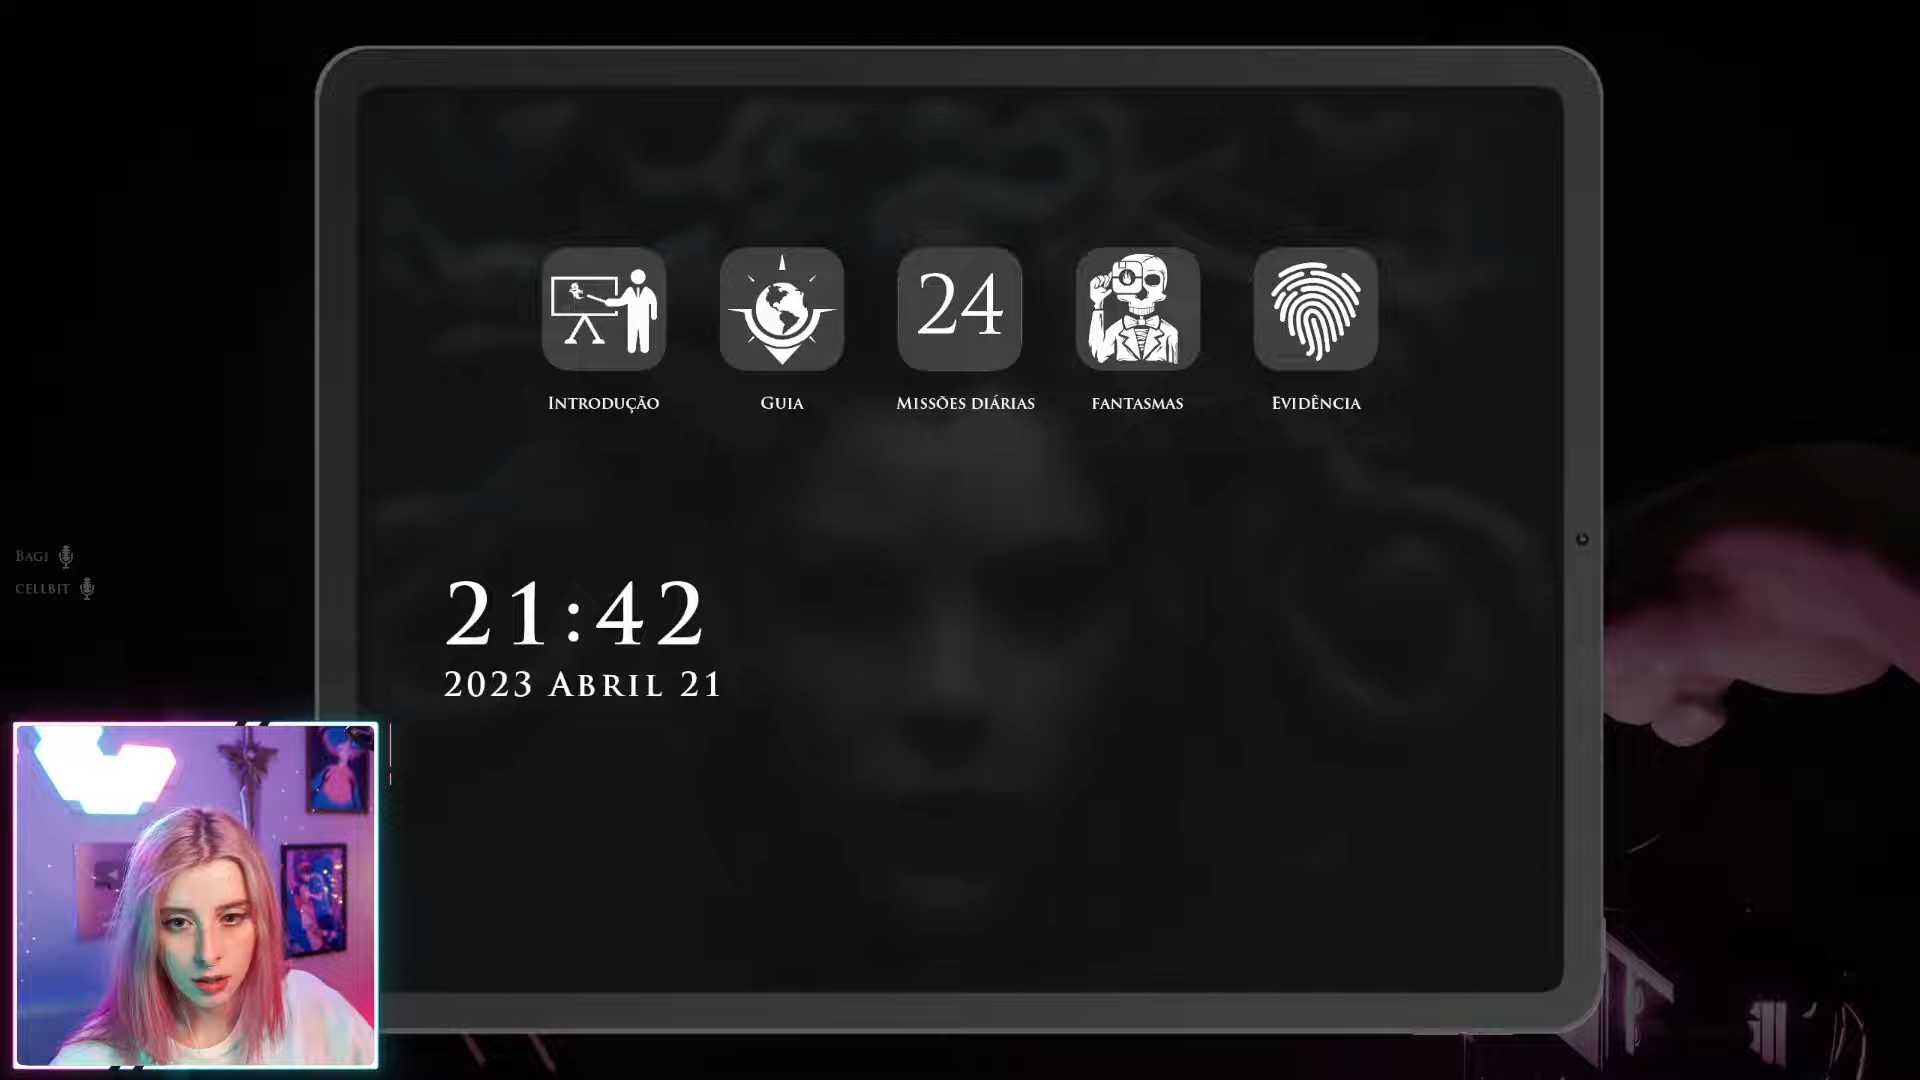 24
Introdução
Guia
Missões diárias
fantasmas
Evidência
Bagi
cellbit
21:42
2023 Abril 21